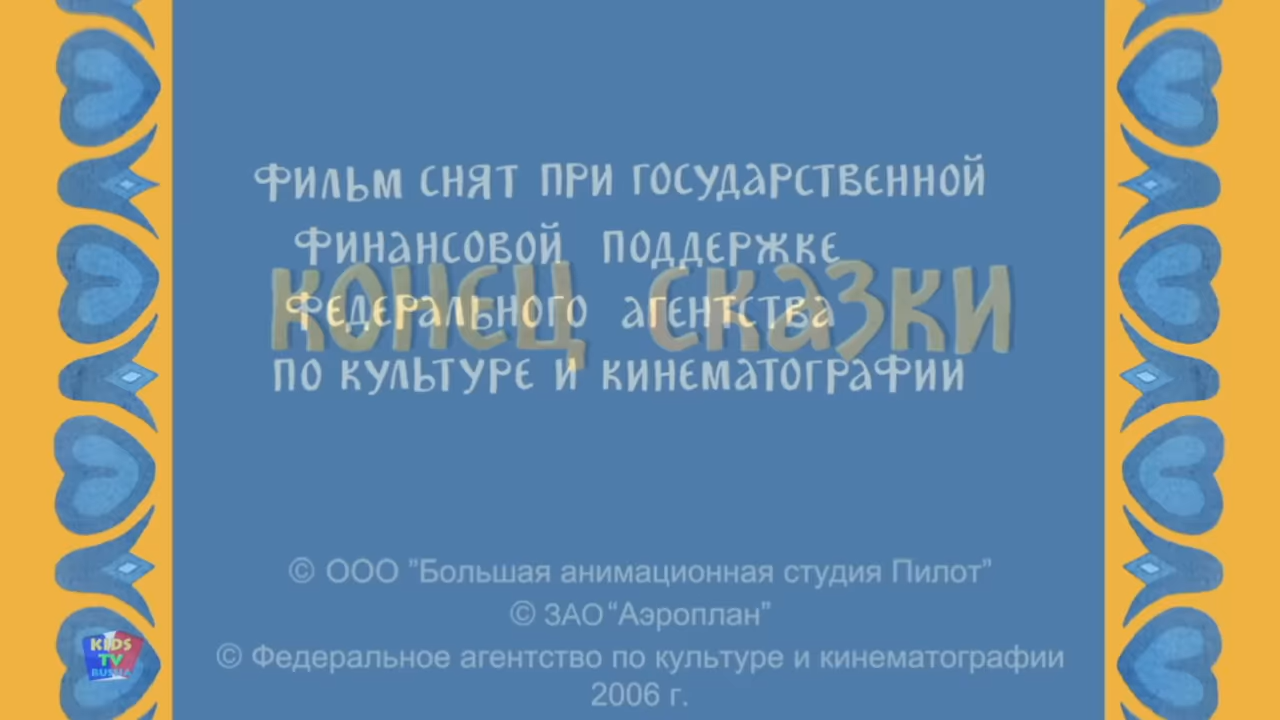 ФИЛЬМ СНЯТ ПРИ ГОСУДАРСТВЕННОЙ
ФИНАНСОВОЙ ПОДДЕРЖКЕ
КОНЕЦ СКАЗКИ
ФЕДЕРАЛЬНОГО АГЕНТСТВА
ПО КУЛЬТУРЕ И КИНЕМАТОГРАФИИ
© ООО "Большая анимационная студия Пилот"
© ЗАО "Аэроплан"
© Федеральное агентство по культуре и кинематографии
2006 г.
KIDS
TV
RUSSIA